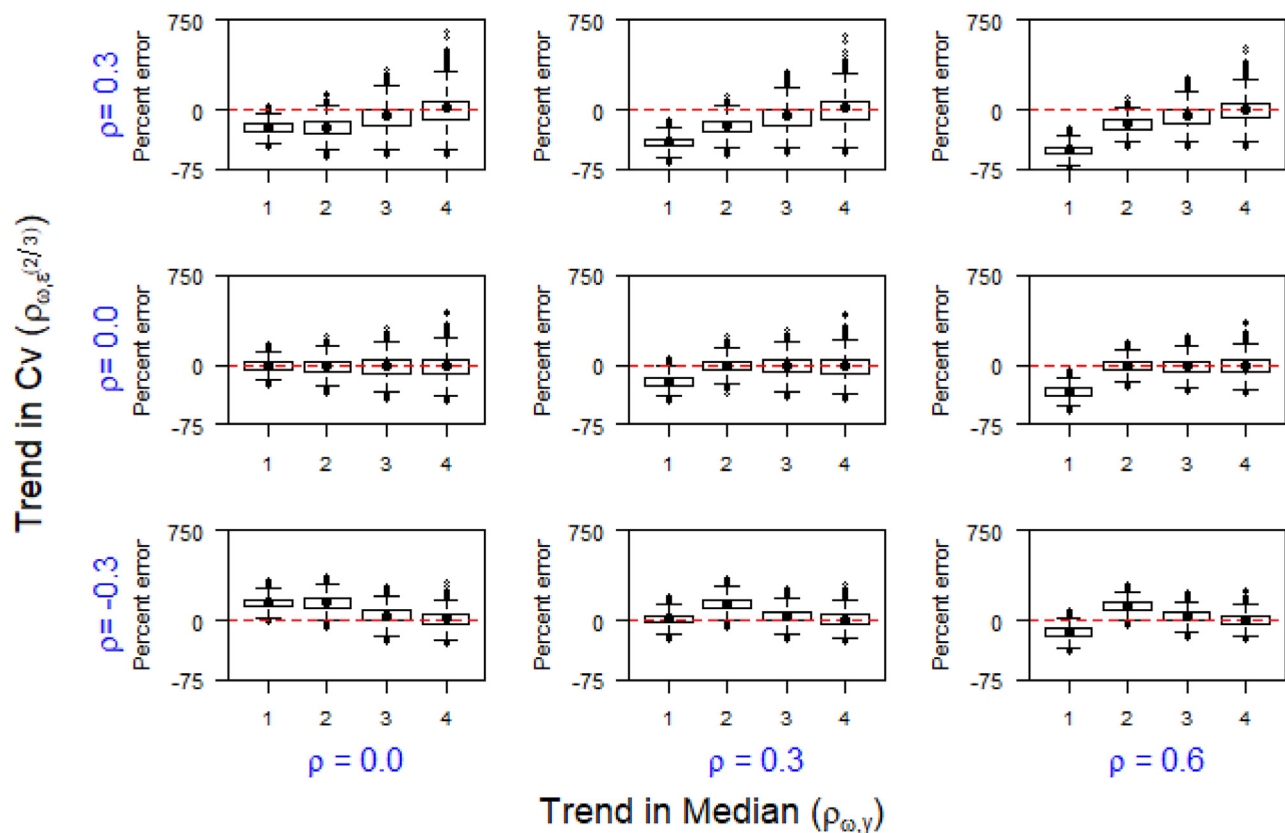 Trend in Cv (ρω,ε(2/3))
ρ= 0.3
Percent error
750
0
-75
1 2 3 4
Percent error
750
0
-75
1 2 3 4
Percent error
750
0
-75
1 2 3 4
ρ= 0.0
Percent error
750
0
-75
1 2 3 4
Percent error
750
0
-75
1 2 3 4
Percent error
750
0
-75
1 2 3 4
ρ= -0.3
Percent error
750
0
-75
1 2 3 4
Percent error
750
0
-75
1 2 3 4
Percent error
750
0
-75
1 2 3 4
ρ = 0.0
ρ = 0.3
ρ = 0.6
Trend in Median (ρω,y)